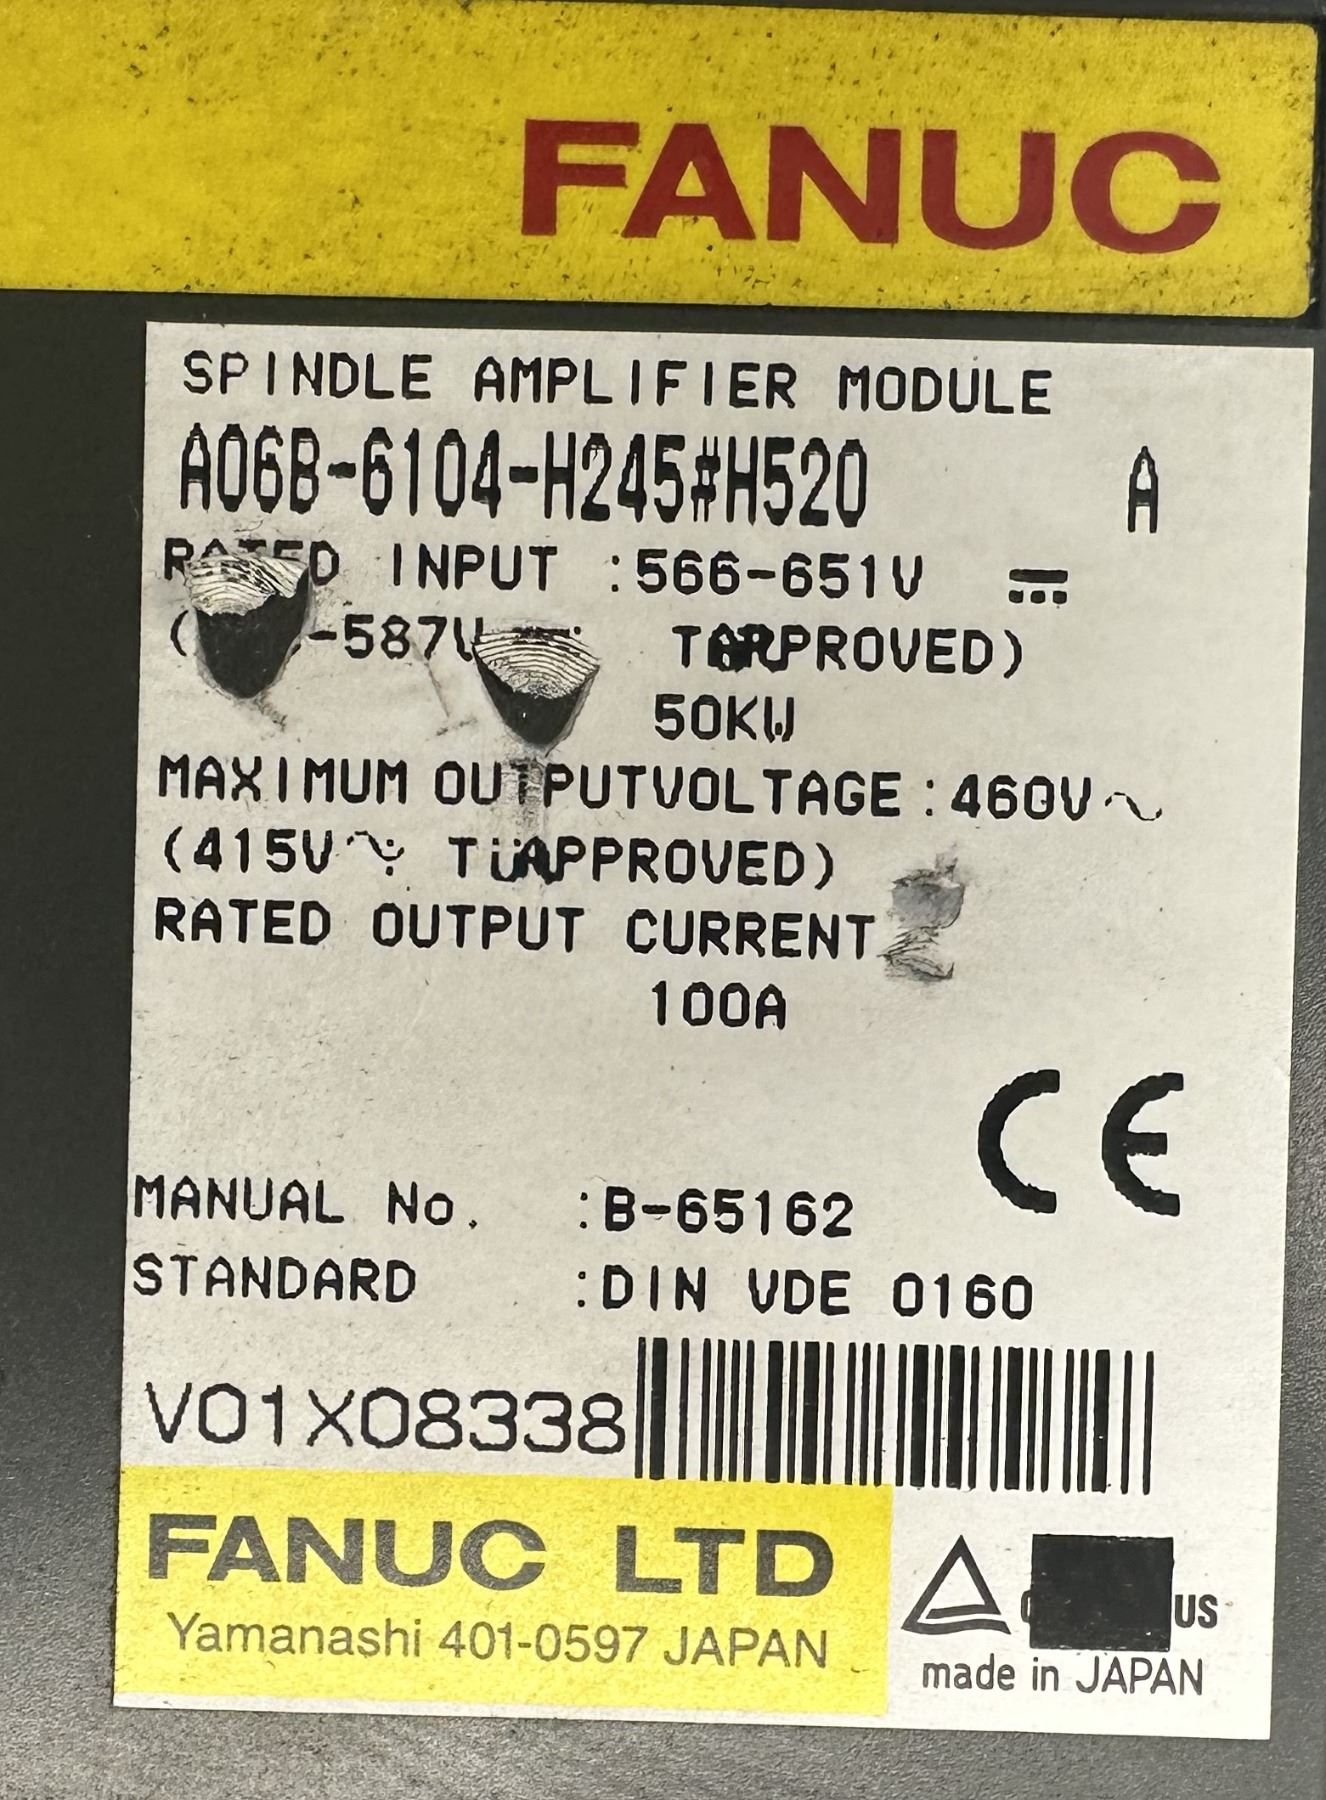 FANUC
SPINDLE AMPLIFIER MODULE
A06B-6104-H245#H520 A
RATED INPUT :566-651V
-587V APPROVED)
50KW
MAXIMUM OUTPUTVOLTAGE:460V~
(415V~ TÜAPPROVED)
RATED OUTPUT CURRENT
100A
CE
MANUAL No. :B-65162
STANDARD :DIN VDE 0160
V01X08338
FANUC LTD
Yamanashi 401-0597 JAPAN
US
made in JAPAN